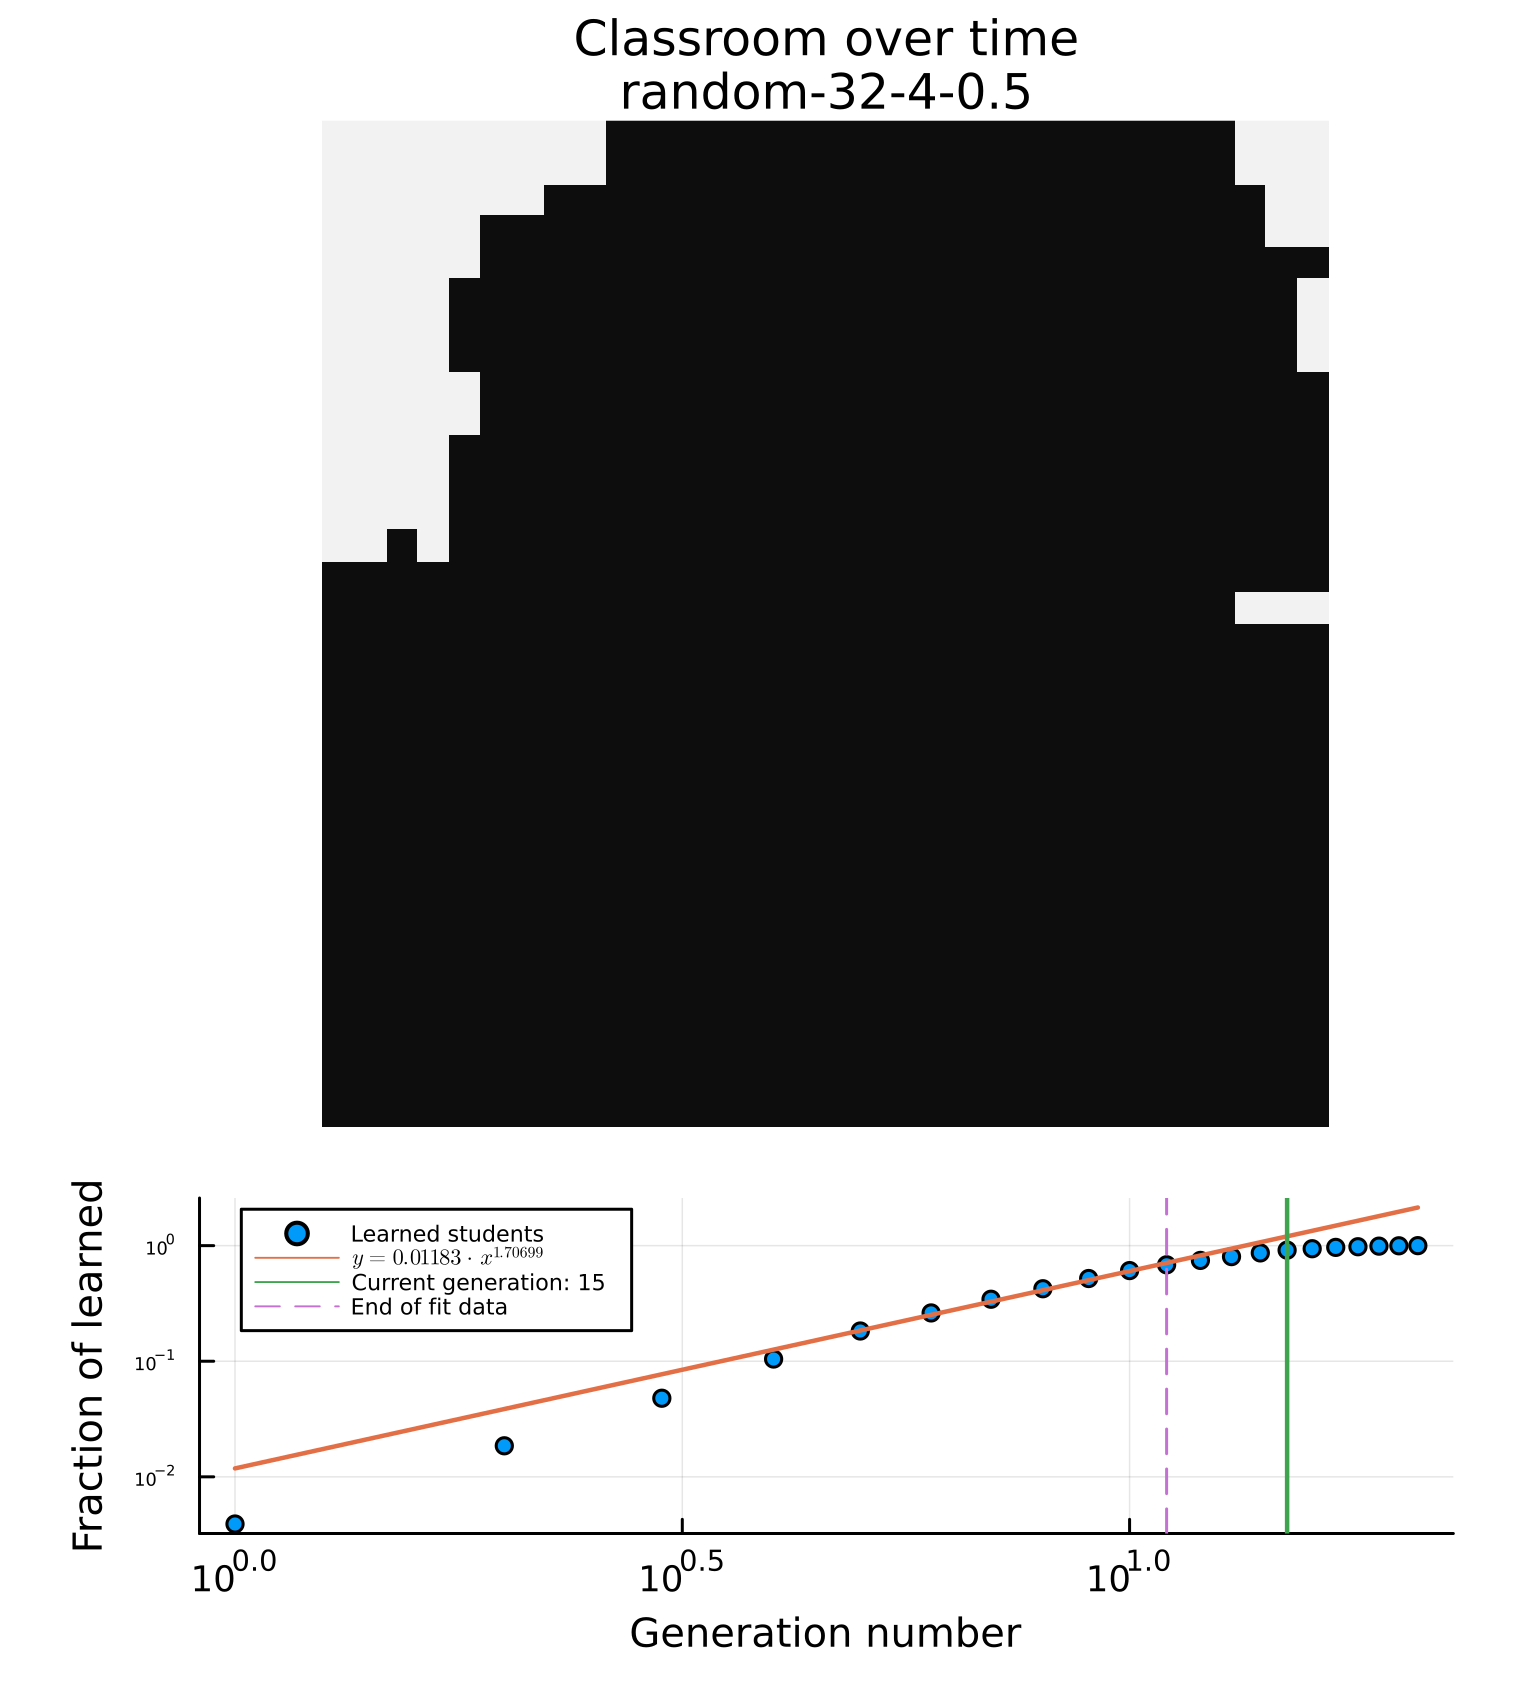 Classroom over time
random-32-4-0.5
Fraction of learned
10^0
10^−1
10^−2
Learned students
y = 0.01183 · x^1.70699
Current generation: 15
End of fit data
10^0.0 10^0.5 10^1.0
Generation number